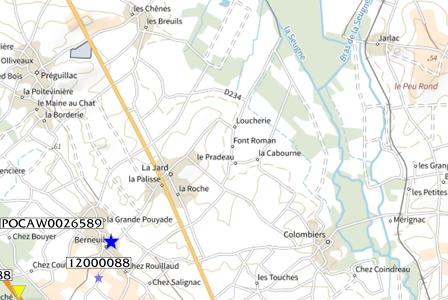 les Chênes
les Breuils
la Seugne
Bras de la Seugne
Jarlac
Olliveaux
Préguillac
la Poitevinière
le Peu Rond
le Maine au Chat
la Borderie
D234
Loucherie
Font Roman
le Pradeau
la Cabourne
La Jard
la Palisse
la Roche
les Petites
POCAW0026589
la Grande Pouyade
Mérignac
Chez Bouyer
Berneuil
Colombiers
12000088
Chez Rouillaud
Chez Coindreau
les Touches
Chez Salignac